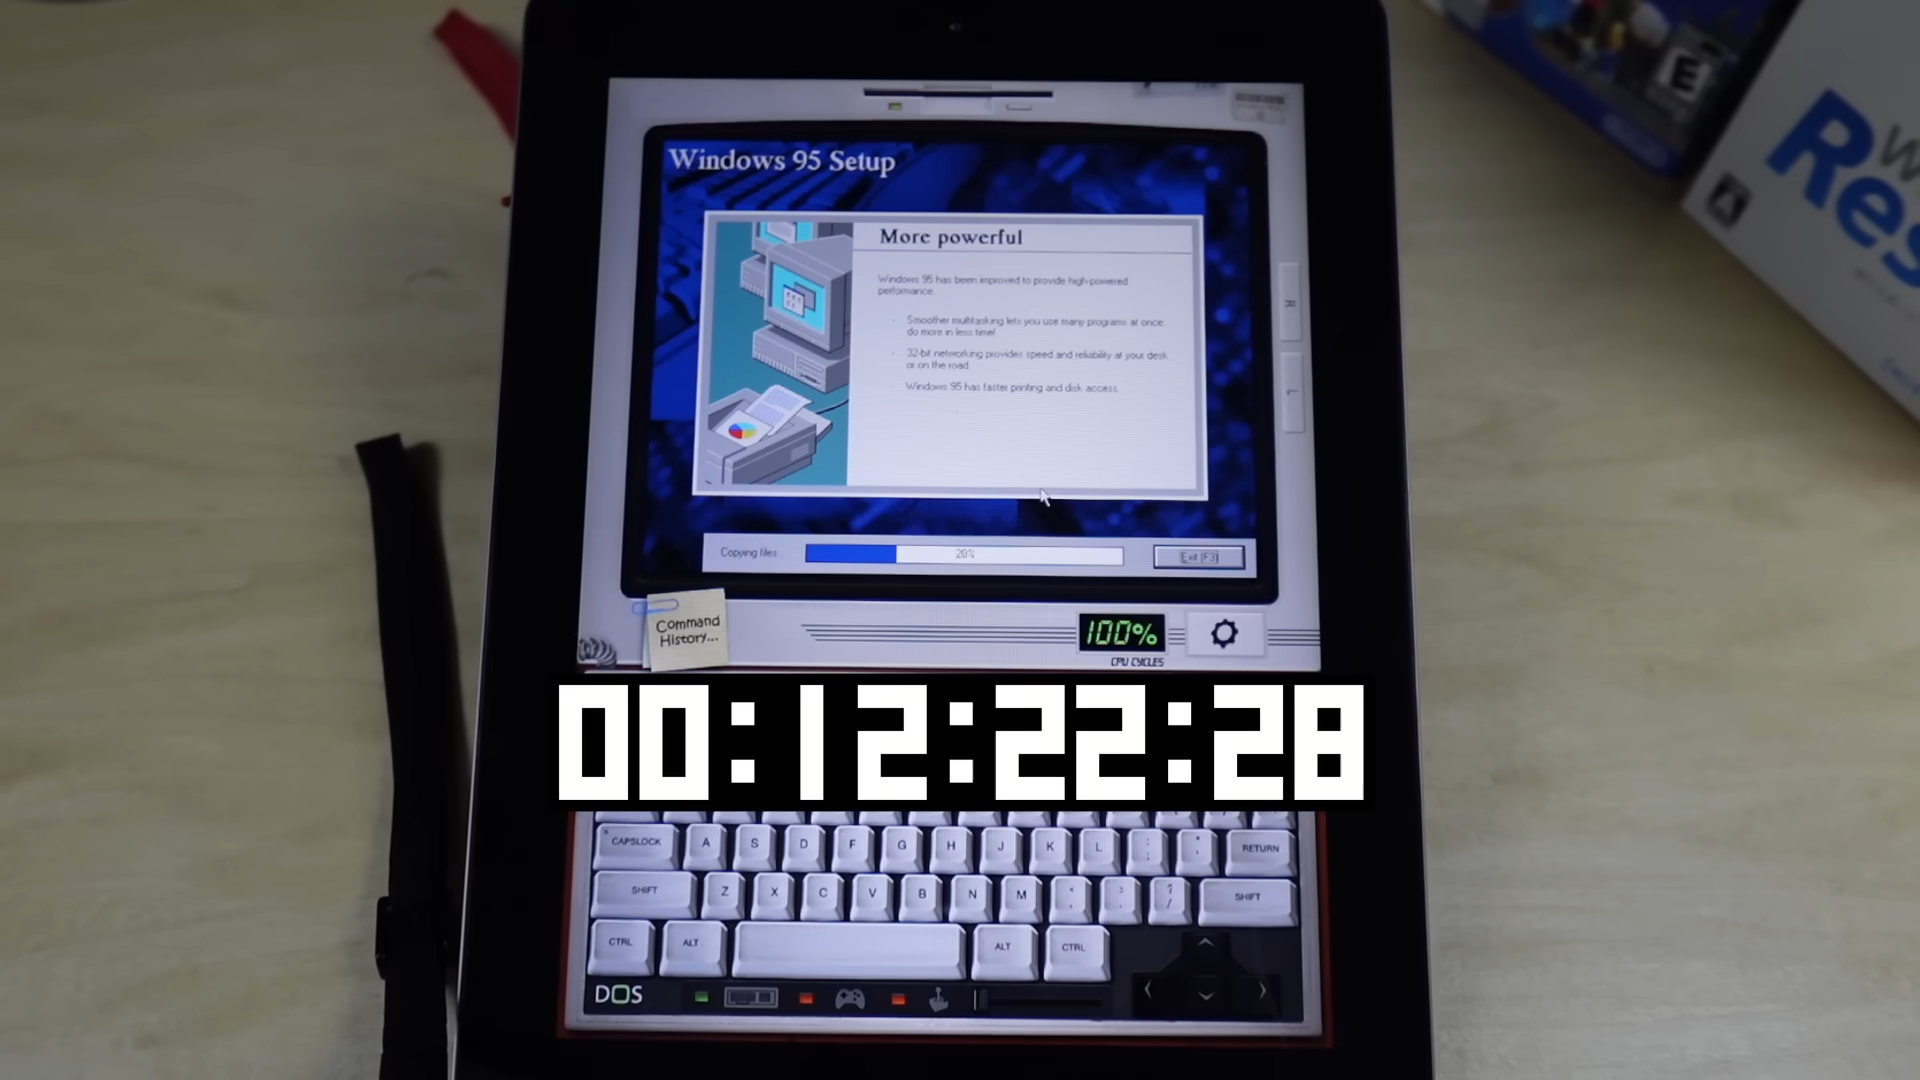 E
W
Res
Windows 95 Setup
More powerful
Windows 95 has been improved to provide high-powered
performance.
Smoother multitasking lets you use many programs at once:
do more in less time!
32-bit networking provides speed and reliability at your desk
or on the road.
Windows 95 has faster printing and disk access.
R
L
Copying files
28%
Exit (F3)
Command
History...
100%
CPU CYCLES
00:12:22:28
CAPSLOCK A S D F G H J K L : ; " ' RETURN
SHIFT Z X C V B N M < , > . ? / SHIFT
CTRL ALT ALT CTRL
DOS